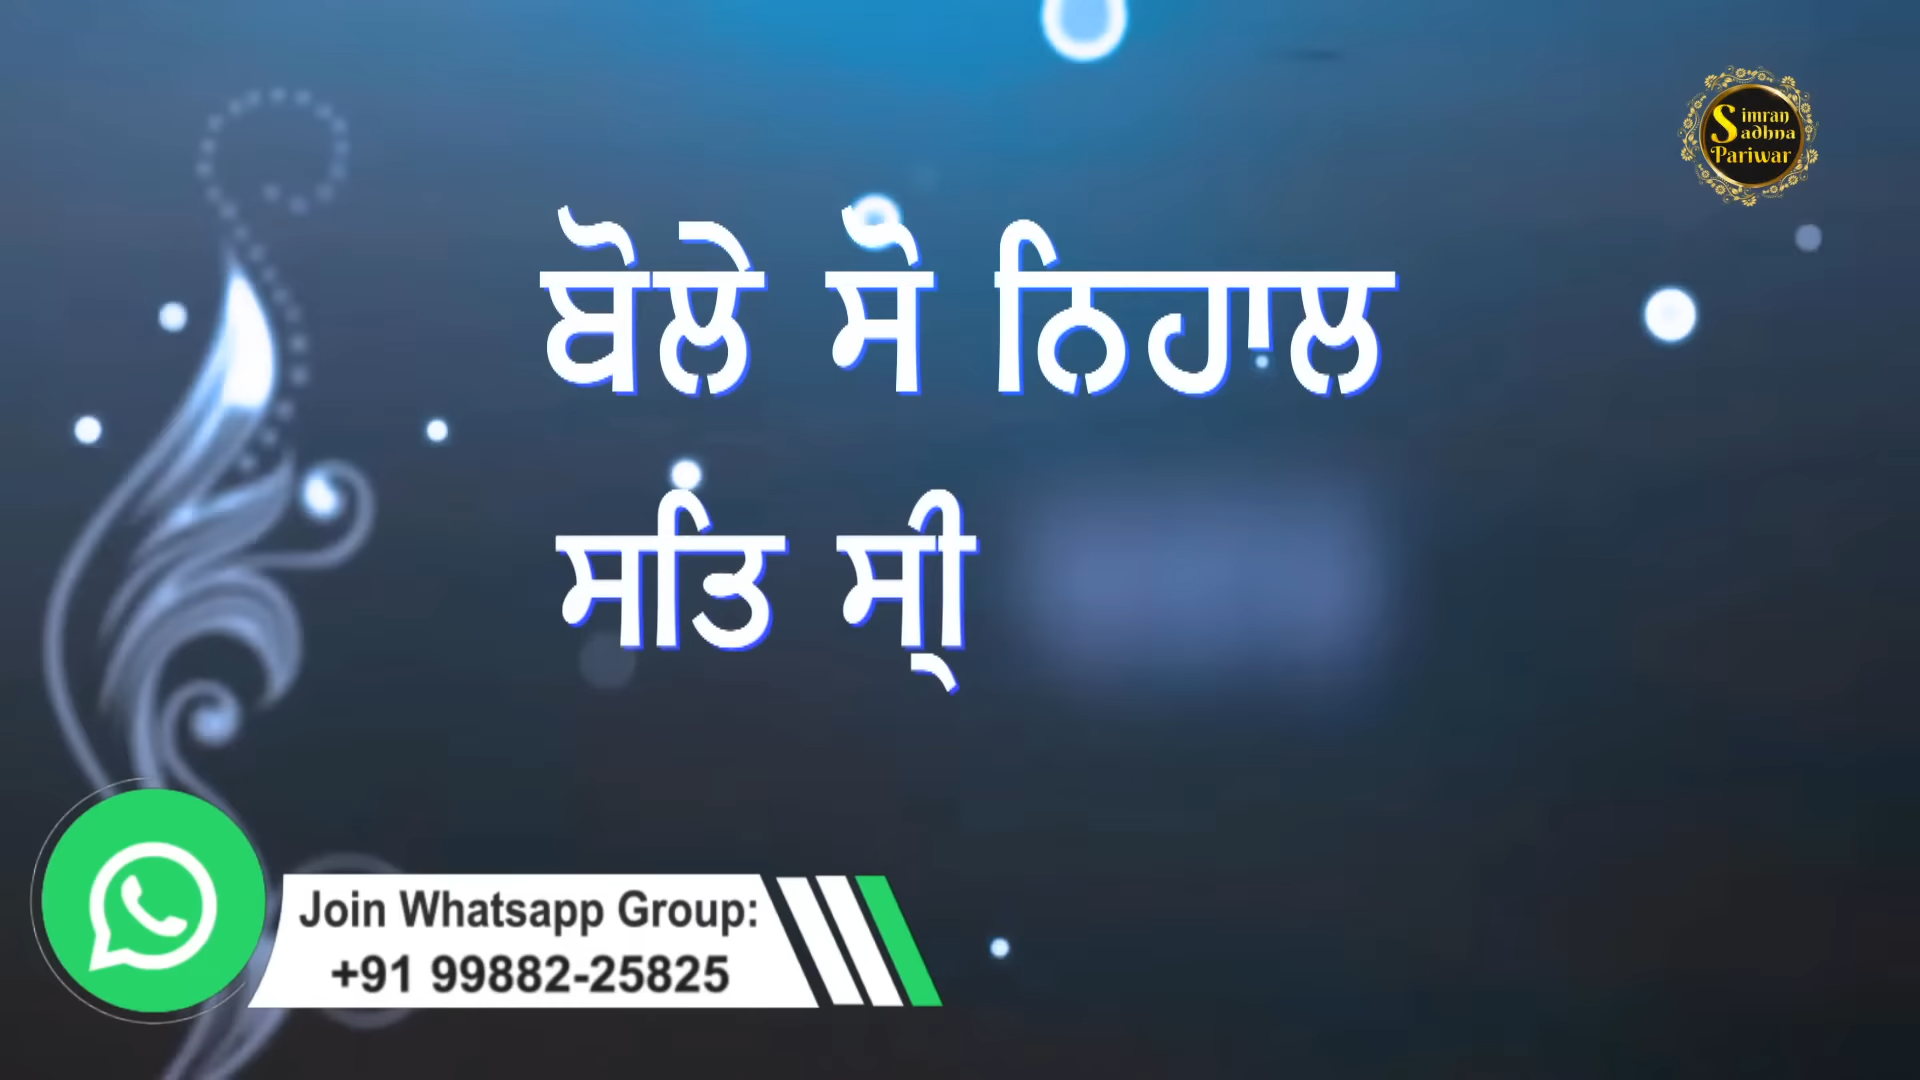 Simran
Sadhna
Pariwar
ਬੋਲੇ ਸੋ ਨਿਹਾਲ
ਸਤਿ ਸ੍ਰੀ
Join Whatsapp Group:
+91 99882-25825